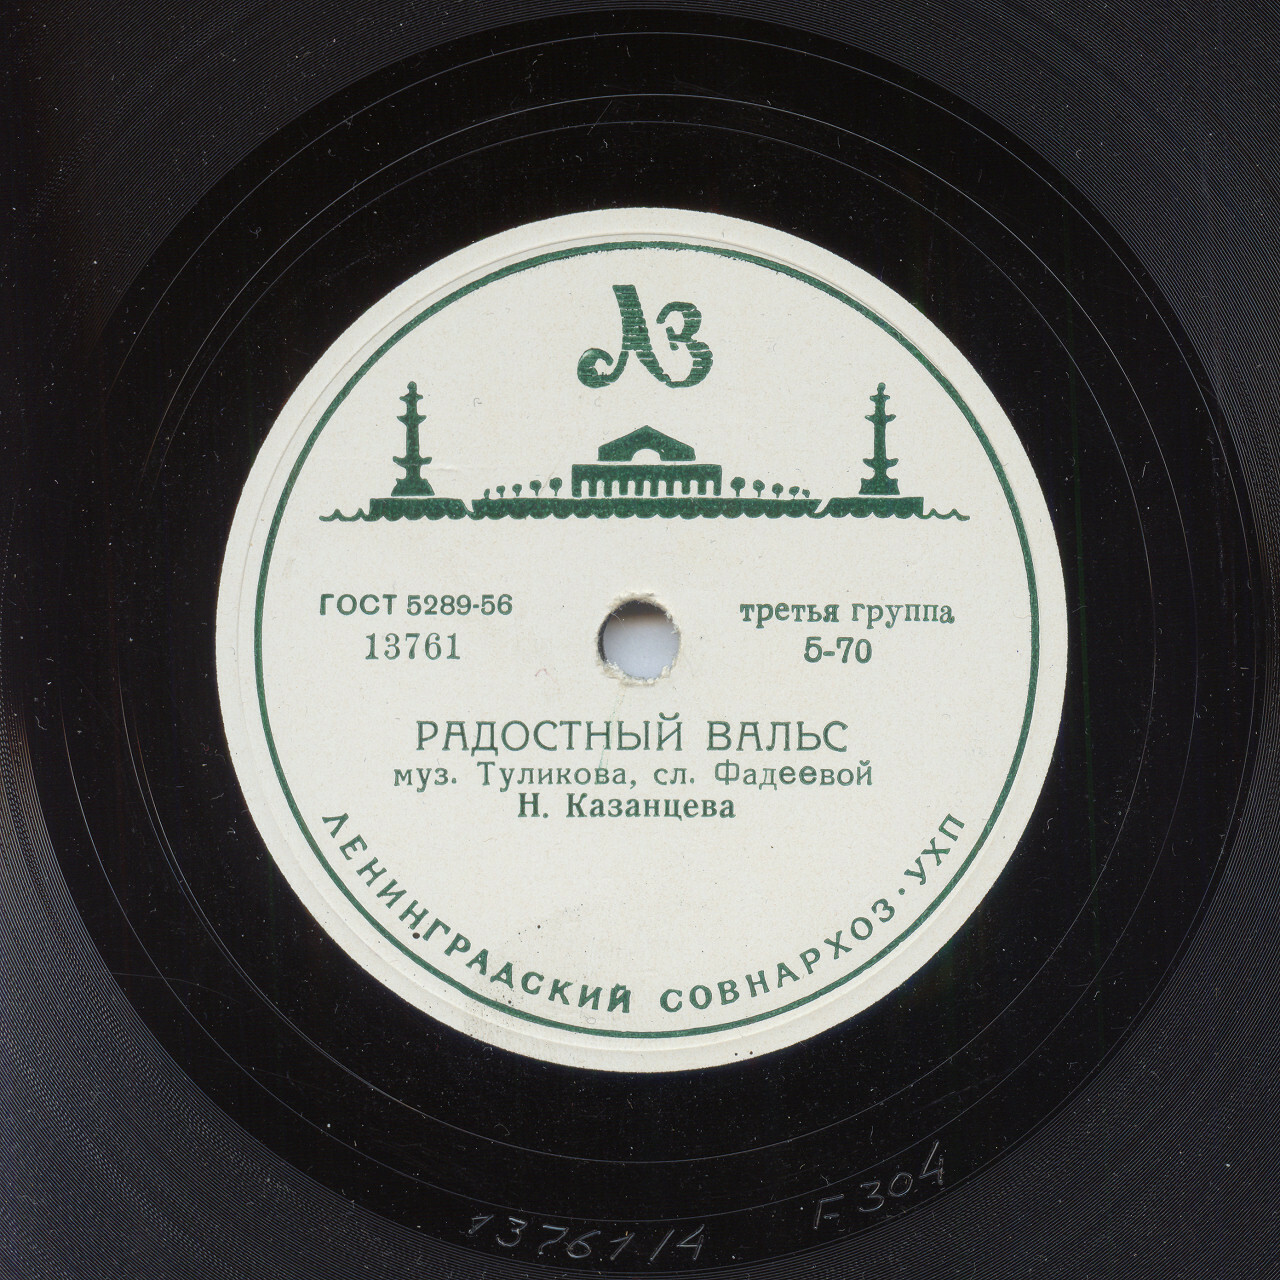 ЛЗ
ГОСТ 5289-56
13761
третья группа
5-70
РАДОСТНЫЙ ВАЛЬС
муз. Туликова, сл. Фадеевой
Н. Казанцева
ЛЕНИНГРАДСКИЙ СОВНАРХОЗ · УХП
13761/4
F 304